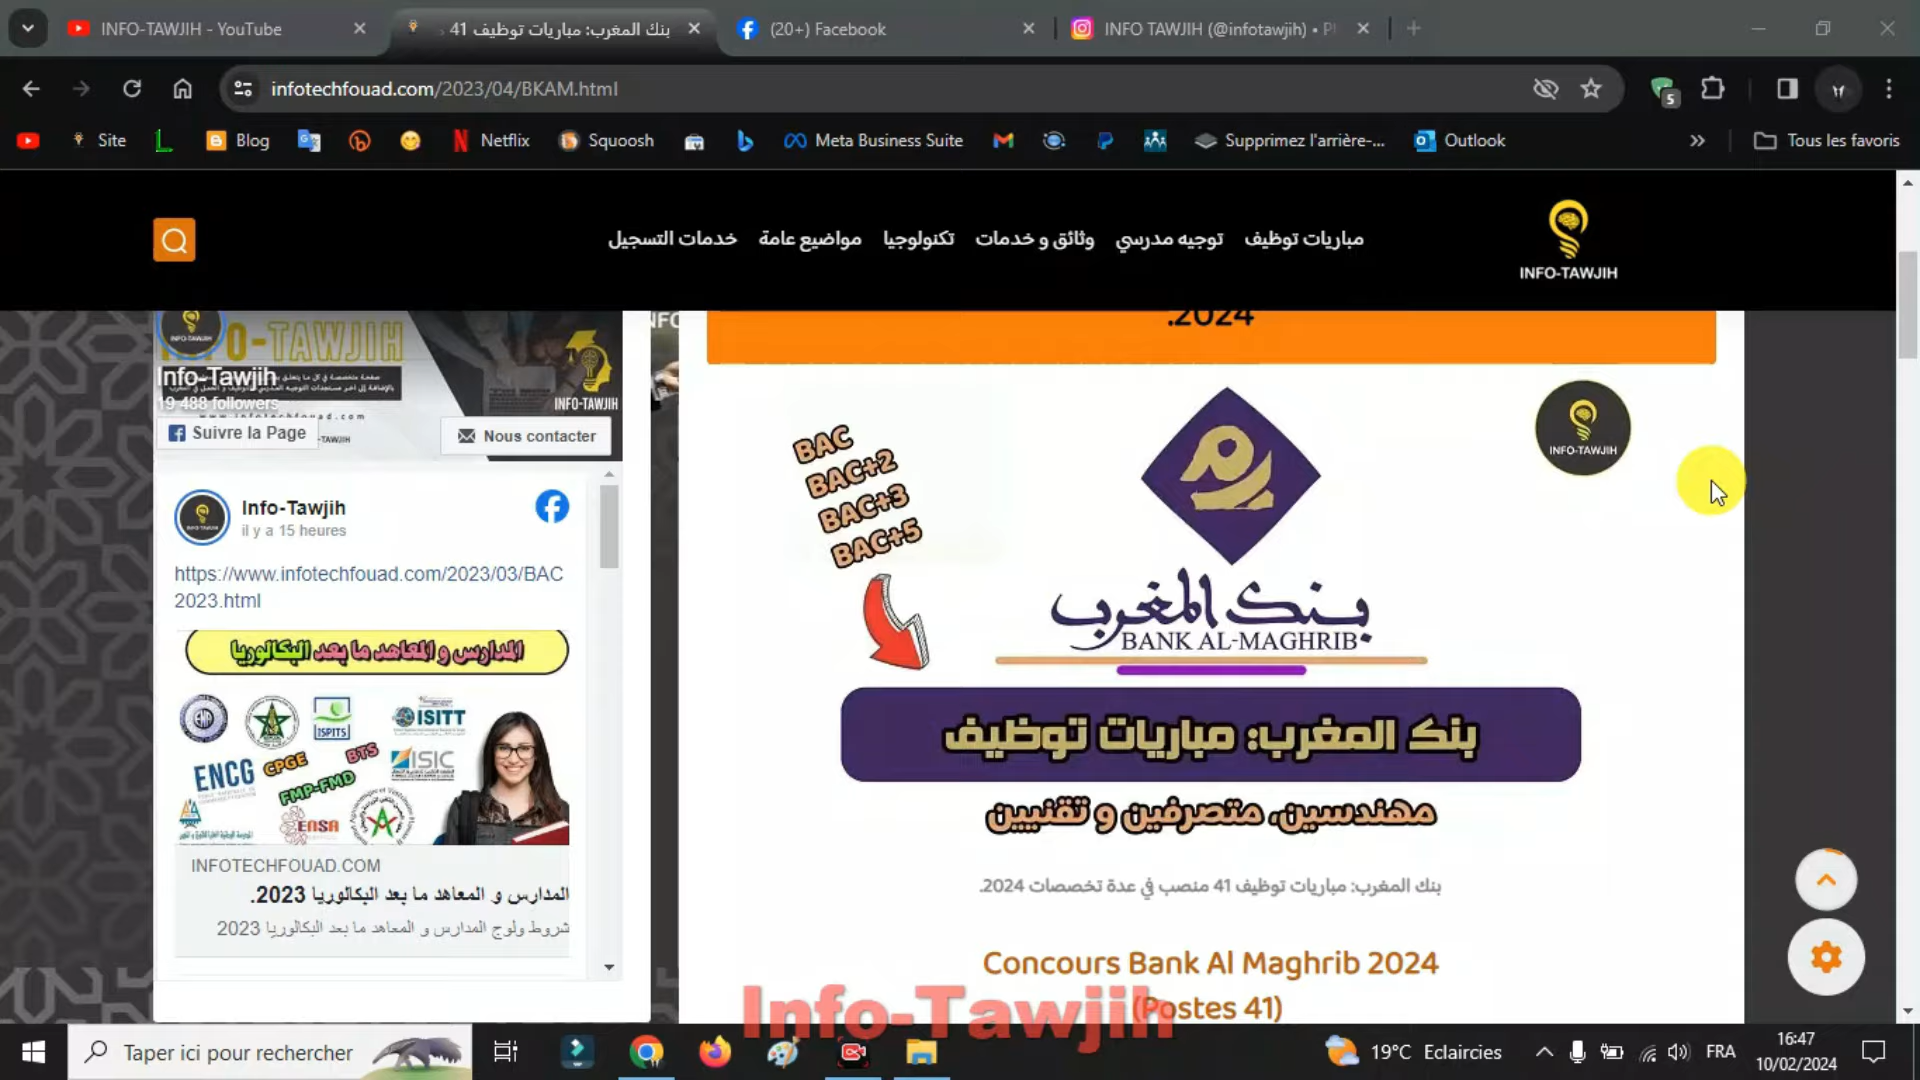 INFO-TAWJIH - YouTube
بنك المغرب: مباريات توظيف 41
(20+) Facebook
INFO TAWJIH (@infotawjih) •
infotechfouad.com/2023/04/BKAM.html
5
Site
Blog
Netflix
Squoosh
Meta Business Suite
Supprimez l'arrière-...
Outlook
Tous les favoris
مباريات توظيف
توجيه مدرسي
وثائق و خدمات
تكنولوجيا
مواضيع عامة
خدمات التسجيل
INFO-TAWJIH
2024.
Info-Tawjih
19 488 followers
Suivre la Page
Nous contacter
INFO-TAWJIH
Info-Tawjih
il y a 15 heures
https://www.infotechfouad.com/2023/03/BAC
2023.html
المدارس و المعاهد ما بعد البكالوريا
ISPITS
ISITT
ISIC
ENCG
CPGE
BTS
FMP-FMD
ENSA
INFOTECHFOUAD.COM
المدارس و المعاهد ما بعد البكالوريا 2023.
شروط ولوج المدارس و المعاهد ما بعد البكالوريا 2023
BAC
BAC+2
BAC+3
BAC+5
INFO-TAWJIH
بنك المغرب
BANK AL-MAGHRIB
بنك المغرب: مباريات توظيف
مهندسين، متصرفين و تقنيين
بنك المغرب: مباريات توظيف 41 منصب في عدة تخصصات 2024.
Concours Bank Al Maghrib 2024
(Postes 41)
Info-Tawjih
Taper ici pour rechercher
19°C Eclaircies
FRA
16:47
10/02/2024